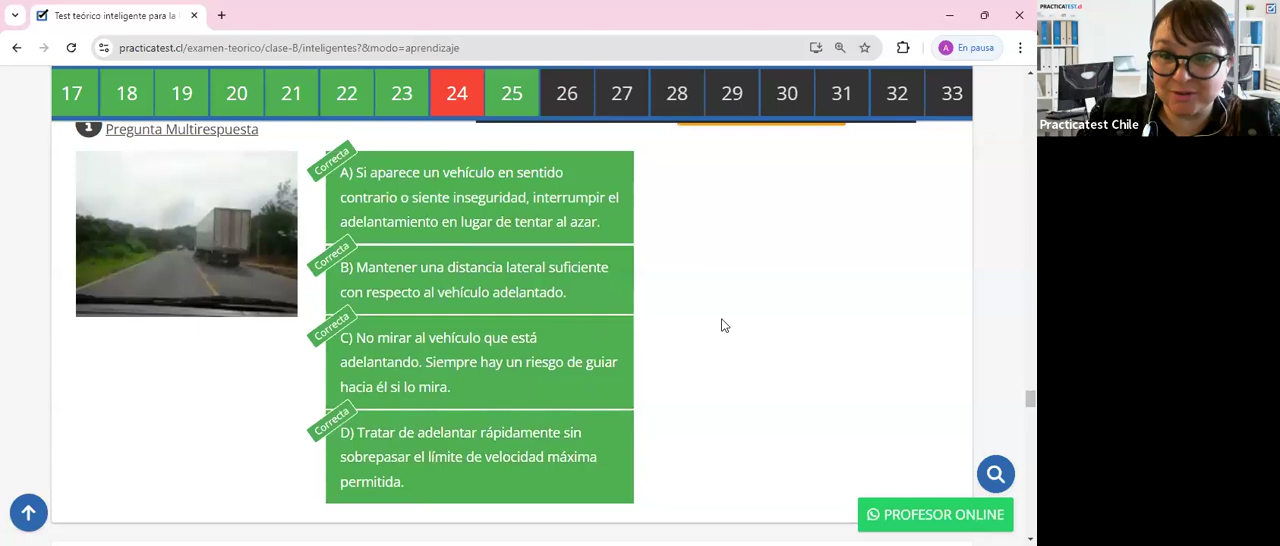 Test teórico inteligente para la
practicatest.cl/examen-teorico/clase-B/inteligentes?&modo=aprendizaje
A
En pausa
17 18 19 20 21 22 23 24 25 26 27 28 29 30 31 32 33
1 Pregunta Multirespuesta
Correcta
A) Si aparece un vehículo en sentido
contrario o siente inseguridad, interrumpir el
adelantamiento en lugar de tentar al azar.
Correcta
B) Mantener una distancia lateral suficiente
con respecto al vehículo adelantado.
Correcta
C) No mirar al vehículo que está
adelantando. Siempre hay un riesgo de guiar
hacia él si lo mira.
Correcta
D) Tratar de adelantar rápidamente sin
sobrepasar el límite de velocidad máxima
permitida.
PROFESOR ONLINE
PRACTICATEST.cl
Practicatest Chile